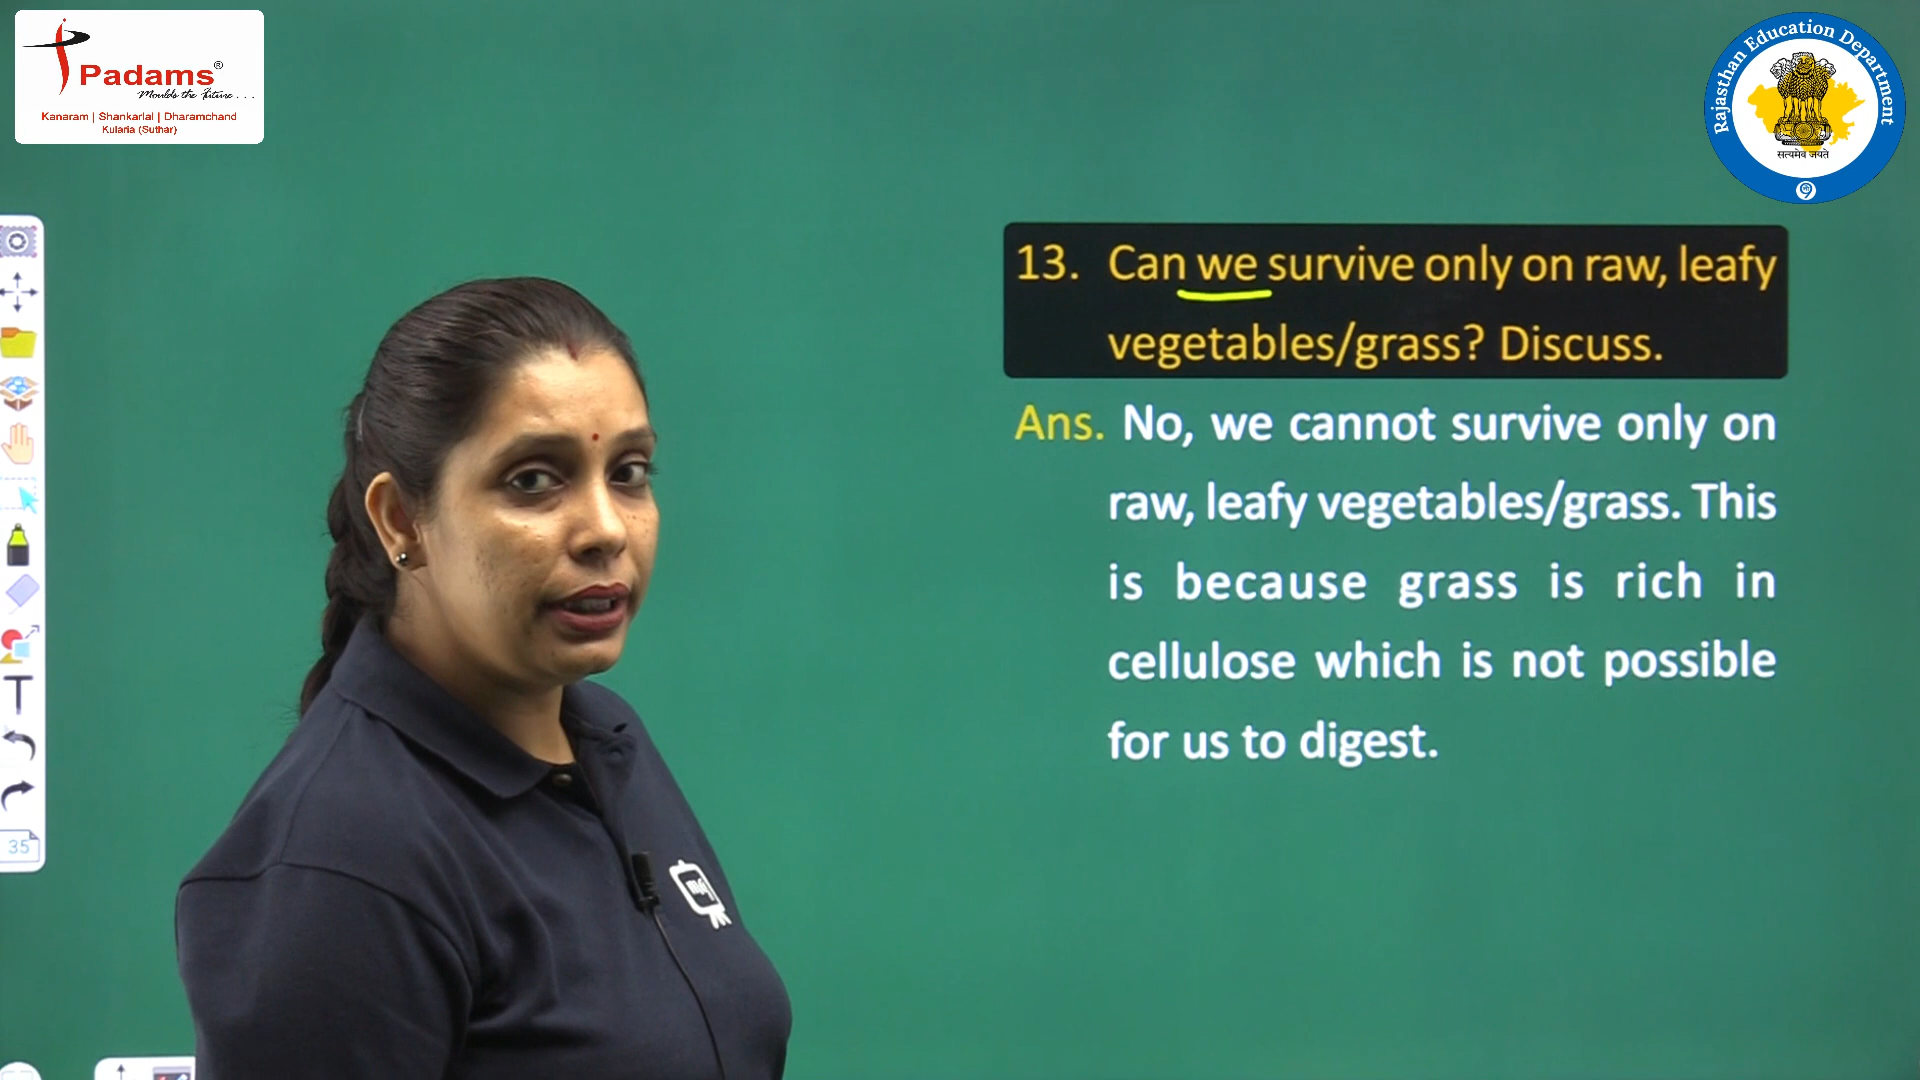 Padams®
Moulds the Future . . .
Kanaram | Shankarlal | Dharamchand
Kularia (Suthar)
Rajasthan Education Department
सत्यमेव जयते
13. Can we survive only on raw, leafy
vegetables/grass? Discuss.
Ans. No, we cannot survive only on
raw, leafy vegetables/grass. This
is because grass is rich in
cellulose which is not possible
for us to digest.
T
35